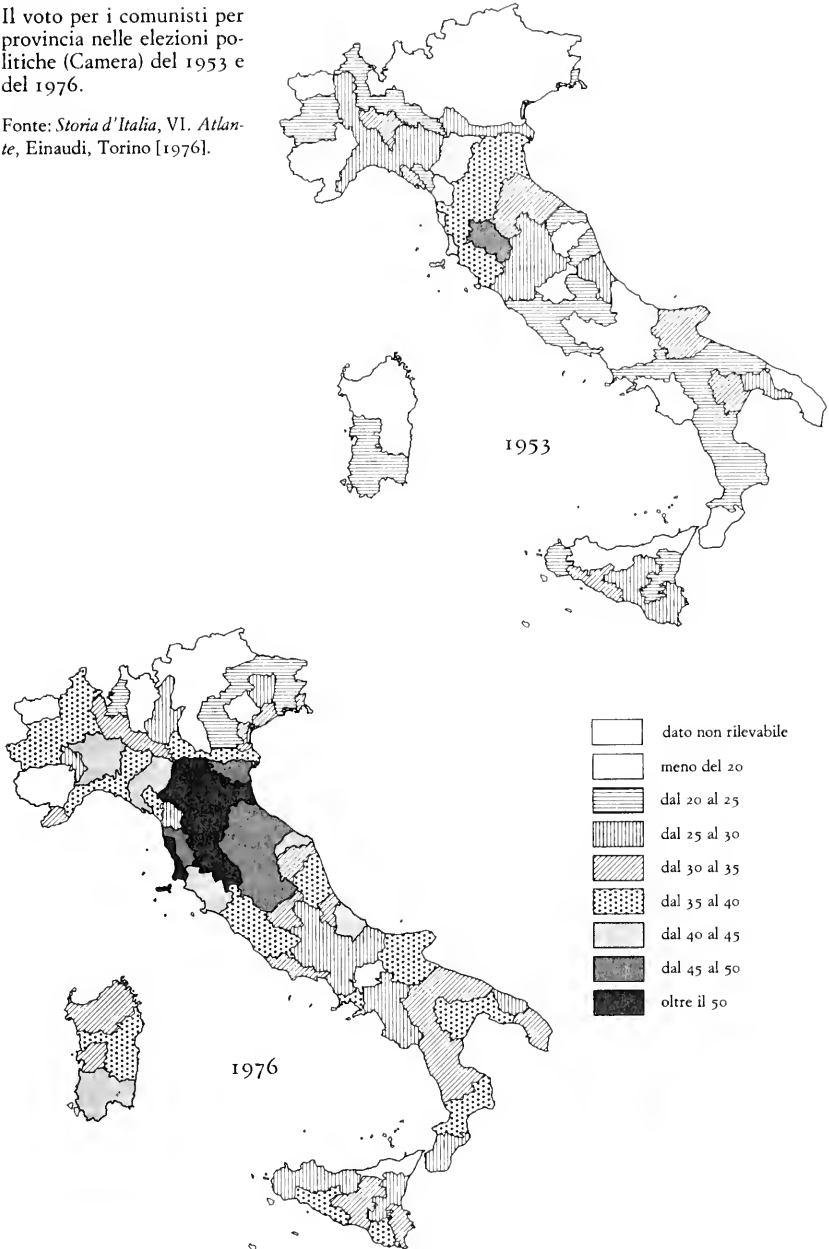 Il voto per i comunisti per
provincia nelle elezioni po-
litiche (Camera) del 1953 e
del 1976.
Fonte: Storia d'Italia, VI. Atlan-
te, Einaudi, Torino [1976].
1953
1976
dato non rilevabile
meno del 20
dal 20 al 25
dal 25 al 30
dal 30 al 35
dal 35 al 40
dal 40 al 45
dal 45 al 50
oltre il 50